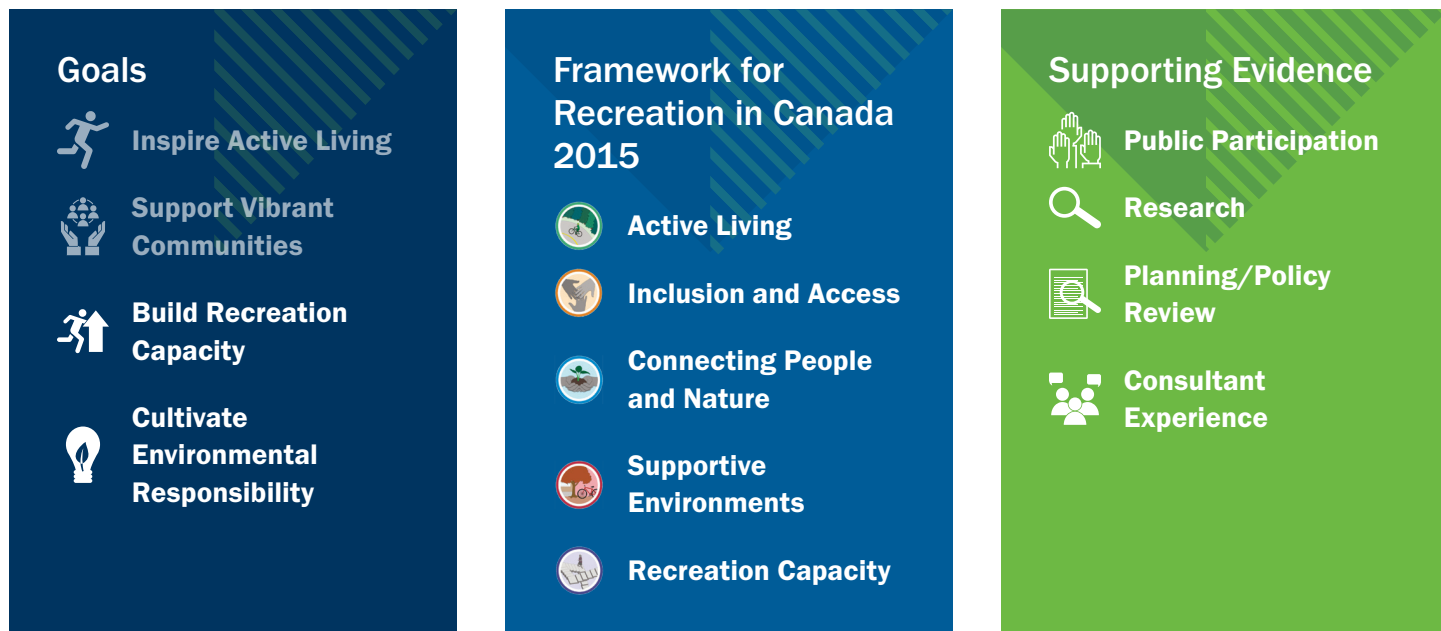 Goals
Inspire Active Living
Support Vibrant
Communities
Build Recreation
Capacity
Cultivate
Environmental
Responsibility
Framework for
Recreation in Canada
2015
Active Living
Inclusion and Access
Connecting People
and Nature
Supportive
Environments
Recreation Capacity
Supporting Evidence
Public Participation
Research
Planning/Policy
Review
Consultant
Experience